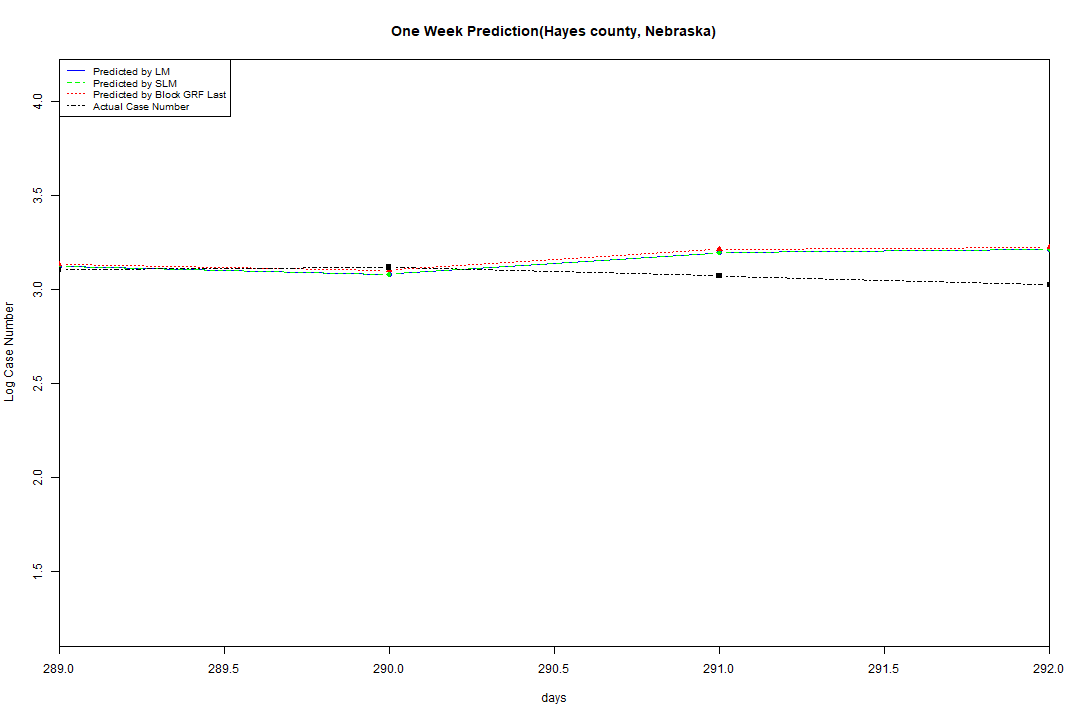 One Week Prediction(Hayes county, Nebraska)
Predicted by LM
Predicted by SLM
Predicted by Block GRF Last
Actual Case Number
4.0
3.5
3.0
2.5
2.0
1.5
Log Case Number
289.0 289.5 290.0 290.5 291.0 291.5 292.0
days